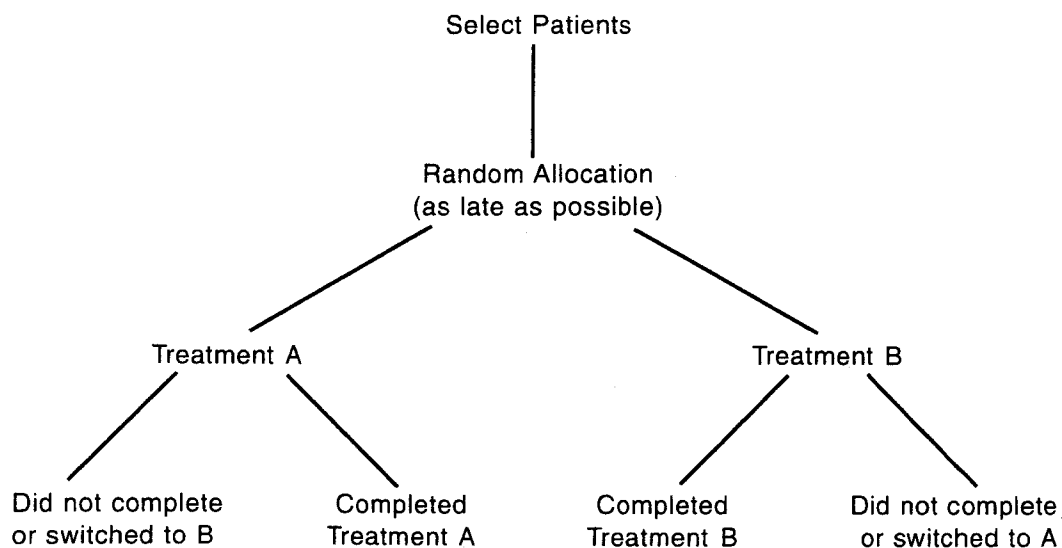 Select Patients
Random Allocation
(as late as possible)
Treatment A
Treatment B
Did not complete
or switched to B
Completed
Treatment A
Completed
Treatment B
Did not complete
or switched to A